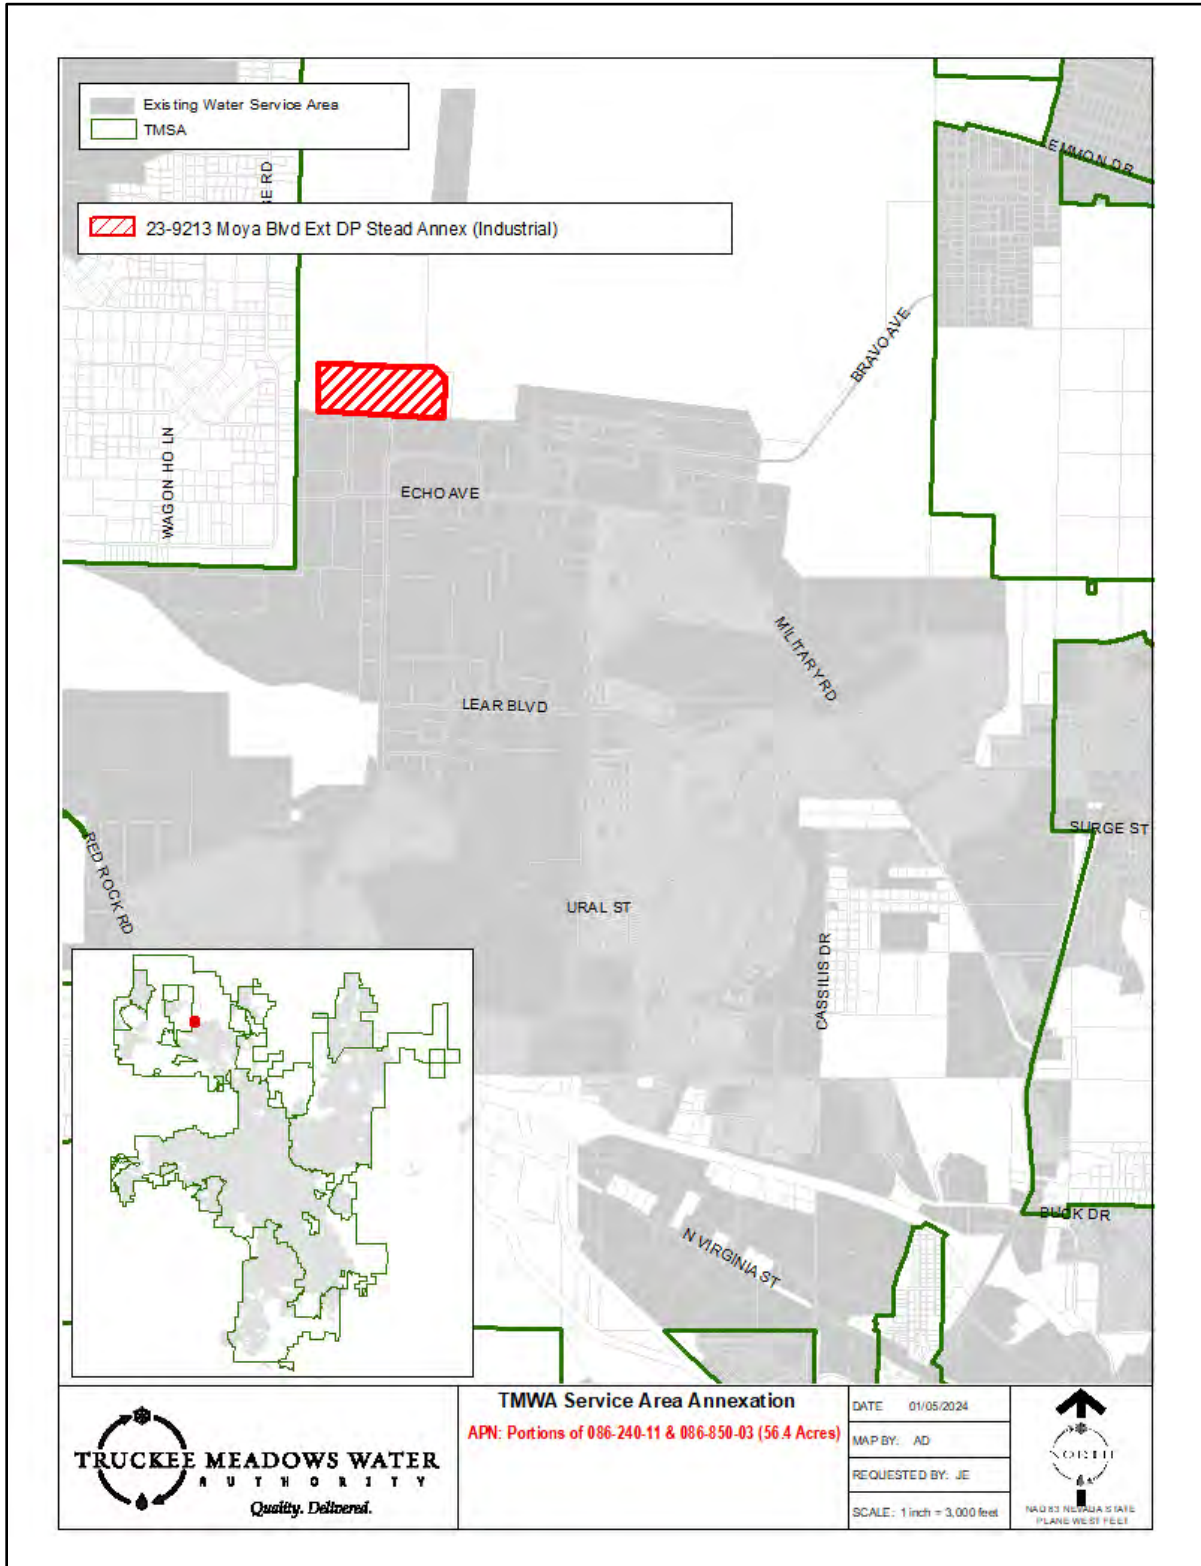 Existing Water Service Area
TMSA
GE RD
23-9213 Moya Blvd Ext DP Stead Annex (Industrial)
EMMON DR
BRAVO AVE
WAGON HO LN
ECHO AVE
MILITARY RD
LEAR BLVD
SURGE ST
RED ROCK RD
URAL ST
CASSILIS DR
BUCK DR
N VIRGINIA ST
TRUCKEE MEADOWS WATER
AUTHORITY
Quality. Delivered.
TMWA Service Area Annexation
APN: Portions of 086-240-11 & 086-850-03 (56.4 Acres)
DATE 01/05/2024
MAP BY: AD
REQUESTED BY: JE
SCALE: 1 inch = 3,000 feet
NORTH
NAD 83 NEVADA STATE
PLANE WEST FEET